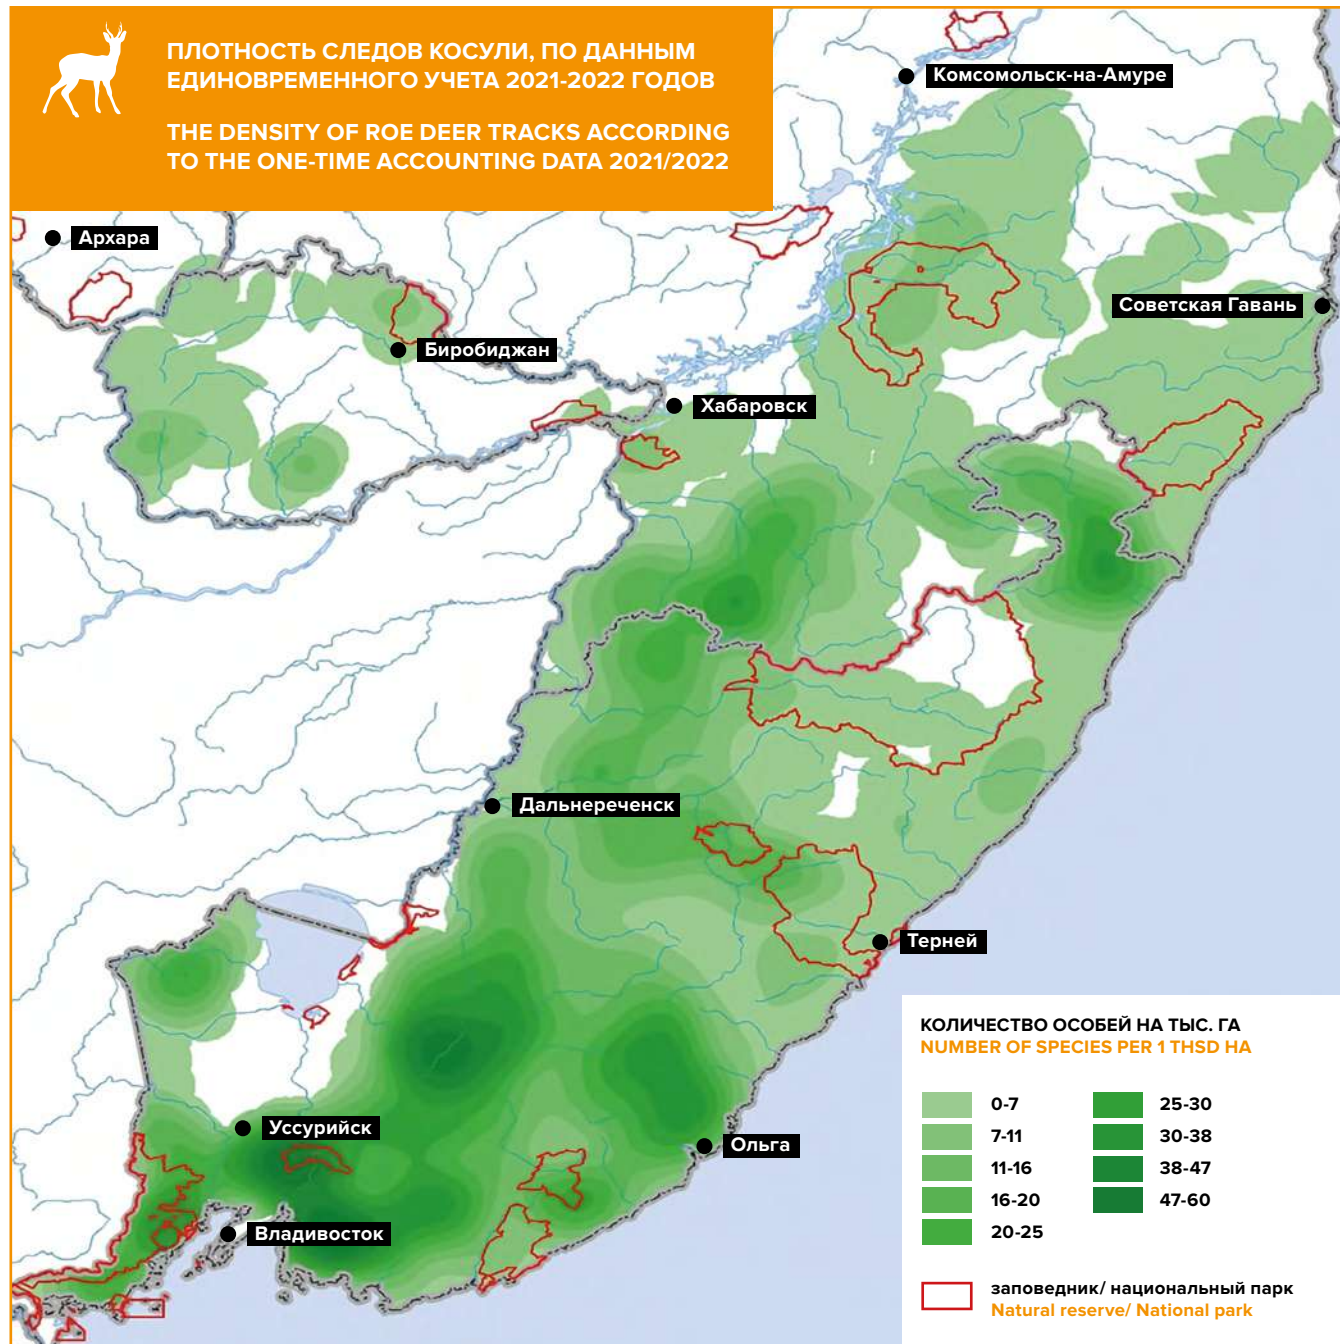 ПЛОТНОСТЬ СЛЕДОВ КОСУЛИ, ПО ДАННЫМ
ЕДИНОВРЕМЕННОГО УЧЕТА 2021-2022 ГОДОВ
THE DENSITY OF ROE DEER TRACKS ACCORDING
TO THE ONE-TIME ACCOUNTING DATA 2021/2022
Комсомольск-на-Амуре
Архара
Советская Гавань
Биробиджан
Хабаровск
Дальнереченск
Терней
Уссурийск
Ольга
Владивосток
КОЛИЧЕСТВО ОСОБЕЙ НА ТЫС. ГА
NUMBER OF SPECIES PER 1 THSD HA
0-7
7-11
11-16
16-20
20-25
25-30
30-38
38-47
47-60
заповедник/ национальный парк
Natural reserve/ National park